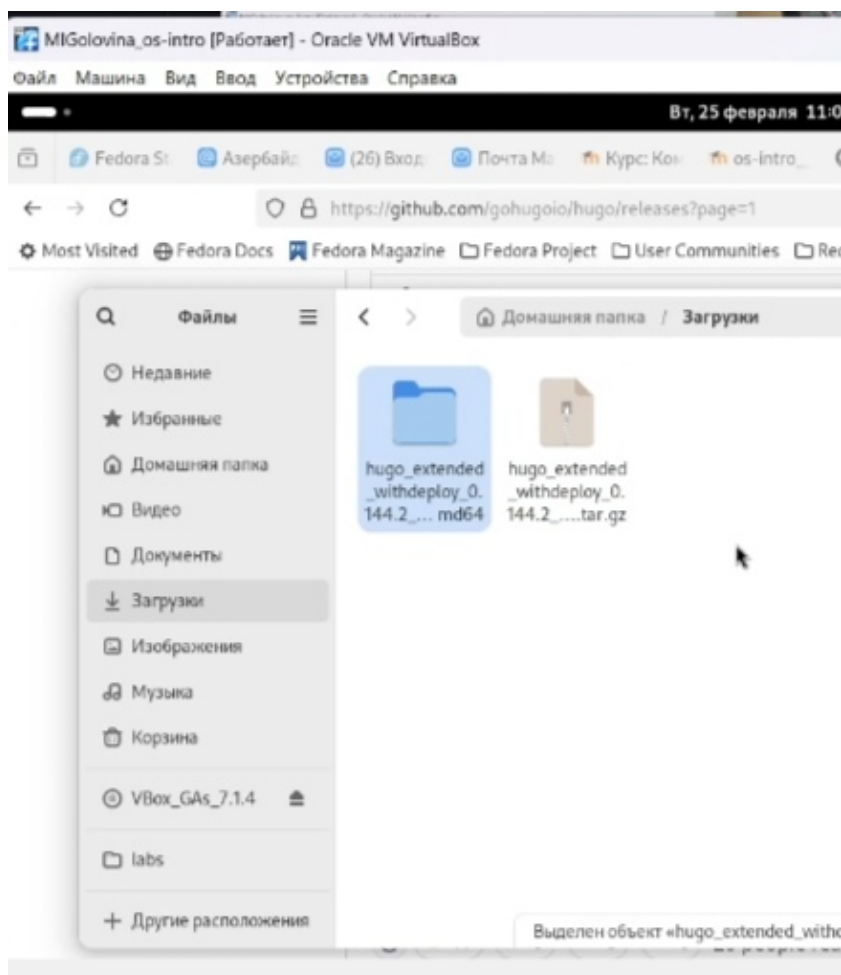 MIGolovina_os-intro [Работает] - Oracle VM VirtualBox
Файл Машина Вид Ввод Устройства Справка
Вт, 25 февраля 11:0
Fedora St Азербайд (26) Вход Почта Ma Курс: Ком os-intro_
https://github.com/gohugoio/hugo/releases?page=1
Most Visited Fedora Docs Fedora Magazine Fedora Project User Communities Rec
Файлы Домашняя папка / Загрузки
Недавние
Избранные
Домашняя папка
Видео
Документы
Загрузки
Изображения
Музыка
Корзина
VBox_GAs_7.1.4
labs
Другие расположения
hugo_extended
_withdeploy_0.
144.2_... md64
hugo_extended
_withdeploy_0.
144.2_....tar.gz
Выделен объект «hugo_extended_withd